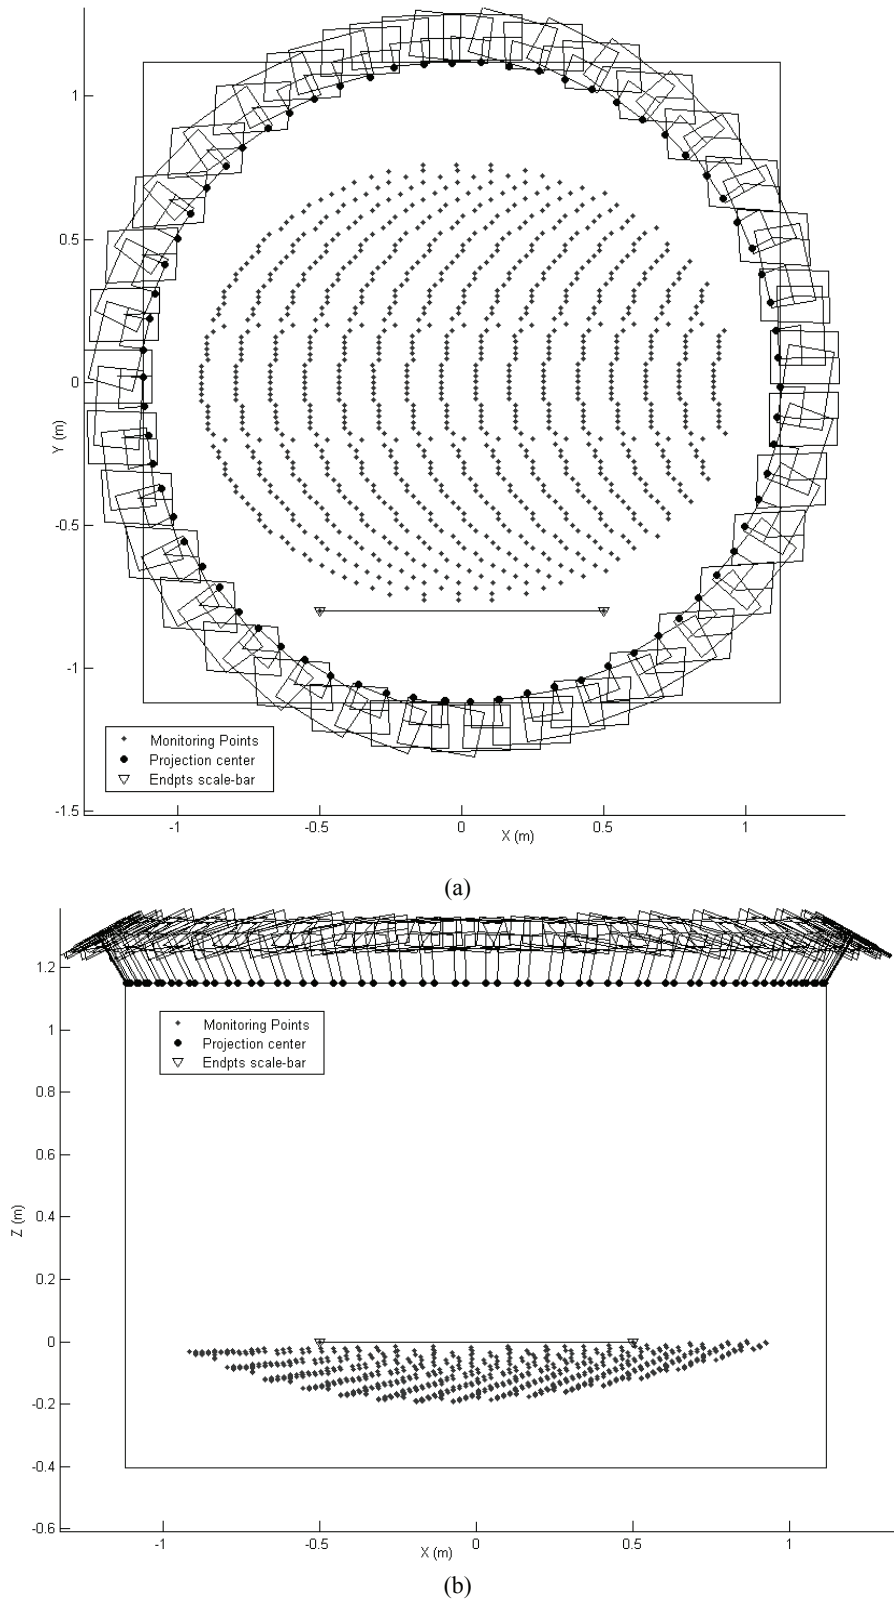 1
0.5
0
Y (m)
-0.5
-1
Monitoring Points
Projection center
Endpts scale-bar
-1.5
-1
-0.5
0
0.5
1
X (m)
(a)
1.2
1
Monitoring Points
Projection center
Endpts scale-bar
0.8
0.6
0.4
Z (m)
0.2
0
-0.2
-0.4
-0.6
-1
-0.5
0
0.5
1
X (m)
(b)